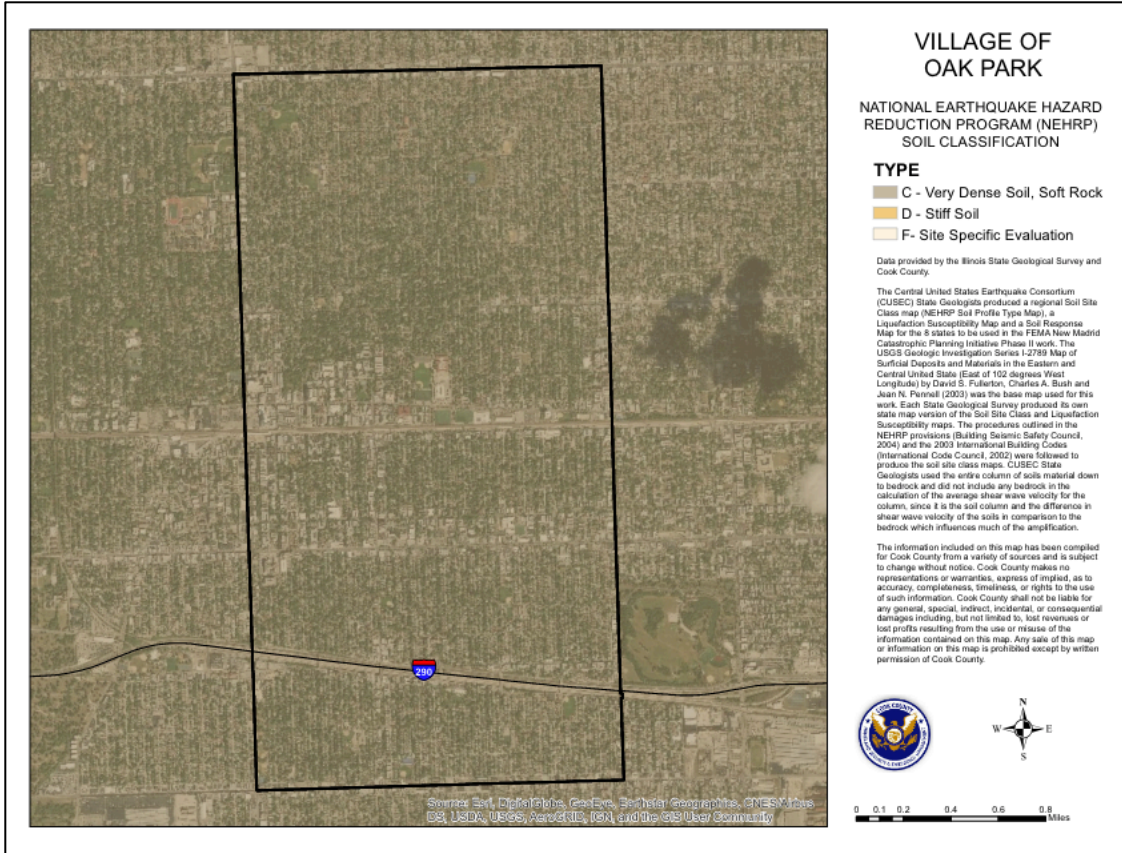 VILLAGE OF
OAK PARK
NATIONAL EARTHQUAKE HAZARD
REDUCTION PROGRAM (NEHRP)
SOIL CLASSIFICATION
TYPE
C - Very Dense Soil, Soft Rock
D - Stiff Soil
F- Site Specific Evaluation
Data provided by the Illinois State Geological Survey and
Cook County.
The Central United States Earthquake Consortium
(CUSEC) State Geologists produced a regional Soil Site
Class map (NEHRP Soil Profile Type Map), a
Liquefaction Susceptibility Map and a Soil Response
Map for the 8 states to be used in the FEMA New Madrid
Catastrophic Planning Initiative Phase II work. The
USGS Geologic Investigation Series I-2789 Map of
Surficial Deposits and Materials in the Eastern and
Central United State (East of 102 degrees West
Longitude) by David S. Fullerton, Charles A. Bush and
Jean N. Pennell (2003) was the base map used for this
work. Each State Geological Survey produced its own
state map version of the Soil Site Class and Liquefaction
Susceptibility maps. The procedures outlined in the
NEHRP provisions (Building Seismic Safety Council,
2004) and the 2003 International Building Codes
(International Code Council, 2002) were followed to
produce the soil site class maps. CUSEC State
Geologists used the entire column of soils material down
to bedrock and did not include any bedrock in the
calculation of the average shear wave velocity for the
column, since it is the soil column and the difference in
shear wave velocity of the soils in comparison to the
bedrock which influences much of the amplification.
The information included on this map has been compiled
for Cook County from a variety of sources and is subject
to change without notice. Cook County makes no
representations or warranties, express of implied, as to
accuracy, completeness, timeliness, or rights to the use
of such information. Cook County shall not be liable for
any general, special, indirect, incidental, or consequential
damages including, but not limited to, lost revenues or
lost profits resulting from the use or misuse of the
information contained on this map. Any sale of this map
or information on this map is prohibited except by written
permission of Cook County.
290
COOK COUNTY
N
W E
S
0 0.1 0.2 0.4 0.6 0.8
Miles
Source: Esri, DigitalGlobe, GeoEye, Earthstar Geographics, CNES/Airbus
DS, USDA, USGS, AeroGRID, IGN, and the GIS User Community